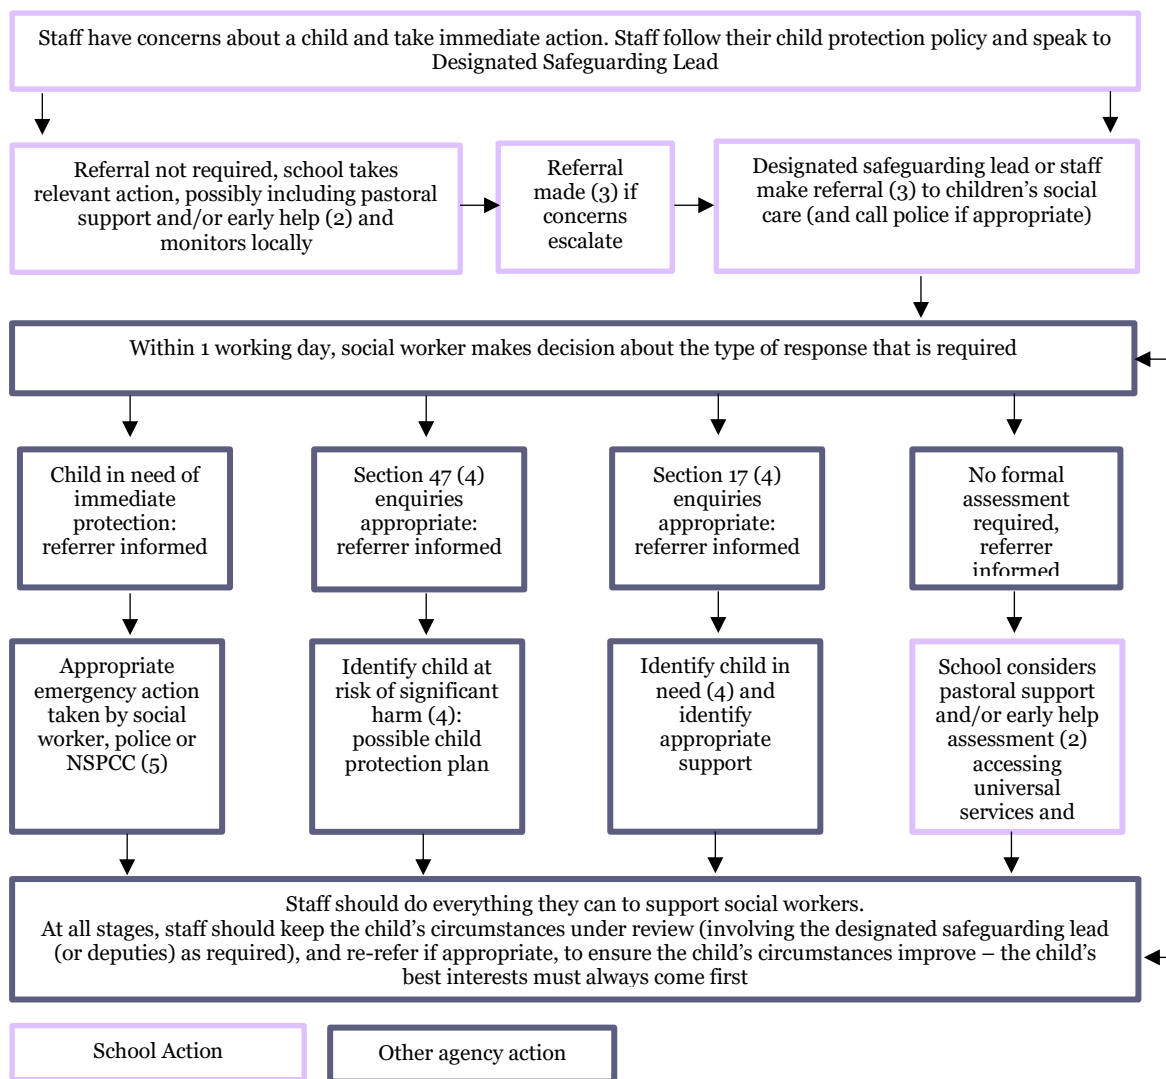 Staff have concerns about a child and take immediate action. Staff follow their child protection policy and speak to
Designated Safeguarding Lead
Referral not required, school takes
relevant action, possibly including pastoral
support and/or early help (2) and
monitors locally
Referral
made (3) if
concerns
escalate
Designated safeguarding lead or staff
make referral (3) to children’s social
care (and call police if appropriate)
Within 1 working day, social worker makes decision about the type of response that is required
Child in need of
immediate
protection:
referrer informed
Section 47 (4)
enquiries
appropriate:
referrer informed
Section 17 (4)
enquiries
appropriate:
referrer informed
No formal
assessment
required,
referrer
informed
Appropriate
emergency action
taken by social
worker, police or
NSPCC (5)
Identify child at
risk of significant
harm (4):
possible child
protection plan
Identify child in
need (4) and
identify
appropriate
support
School considers
pastoral support
and/or early help
assessment (2)
accessing
universal
services and
Staff should do everything they can to support social workers.
At all stages, staff should keep the child’s circumstances under review (involving the designated safeguarding lead
(or deputies) as required), and re-refer if appropriate, to ensure the child’s circumstances improve – the child’s
best interests must always come first
School Action
Other agency action